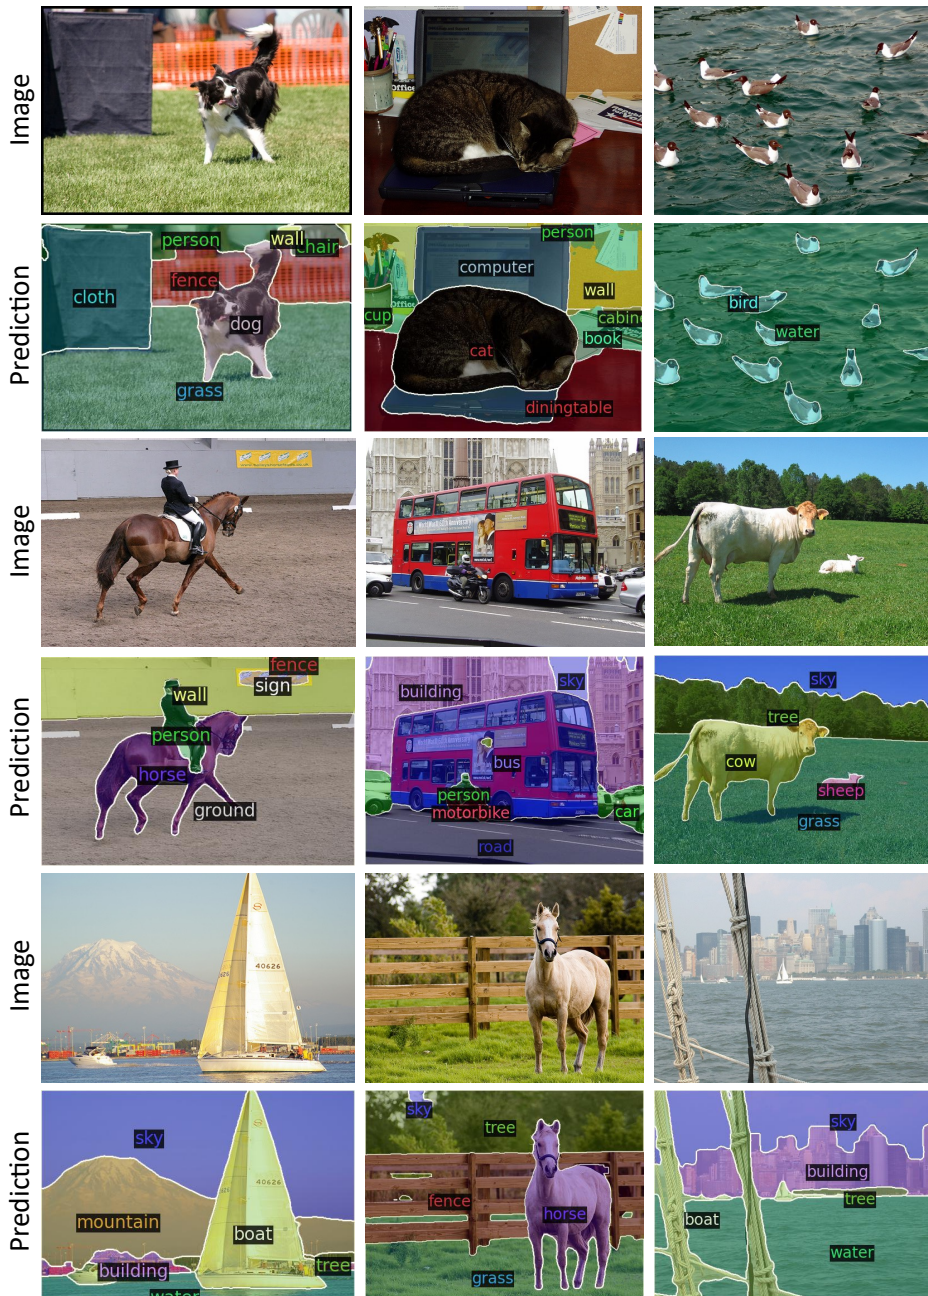 Image
Office
Prediction
person
wall
chair
fence
cloth
dog
grass
person
computer
wall
cup
Office
cabin
book
cat
diningtable
bird
water
Image
Prediction
fence
sign
wall
person
horse
ground
building
sky
bus
person
motorbike
car
road
sky
tree
cow
sheep
grass
Image
40626
Prediction
sky
40626
mountain
boat
building
tree
water
sky
tree
fence
horse
grass
sky
building
tree
boat
water